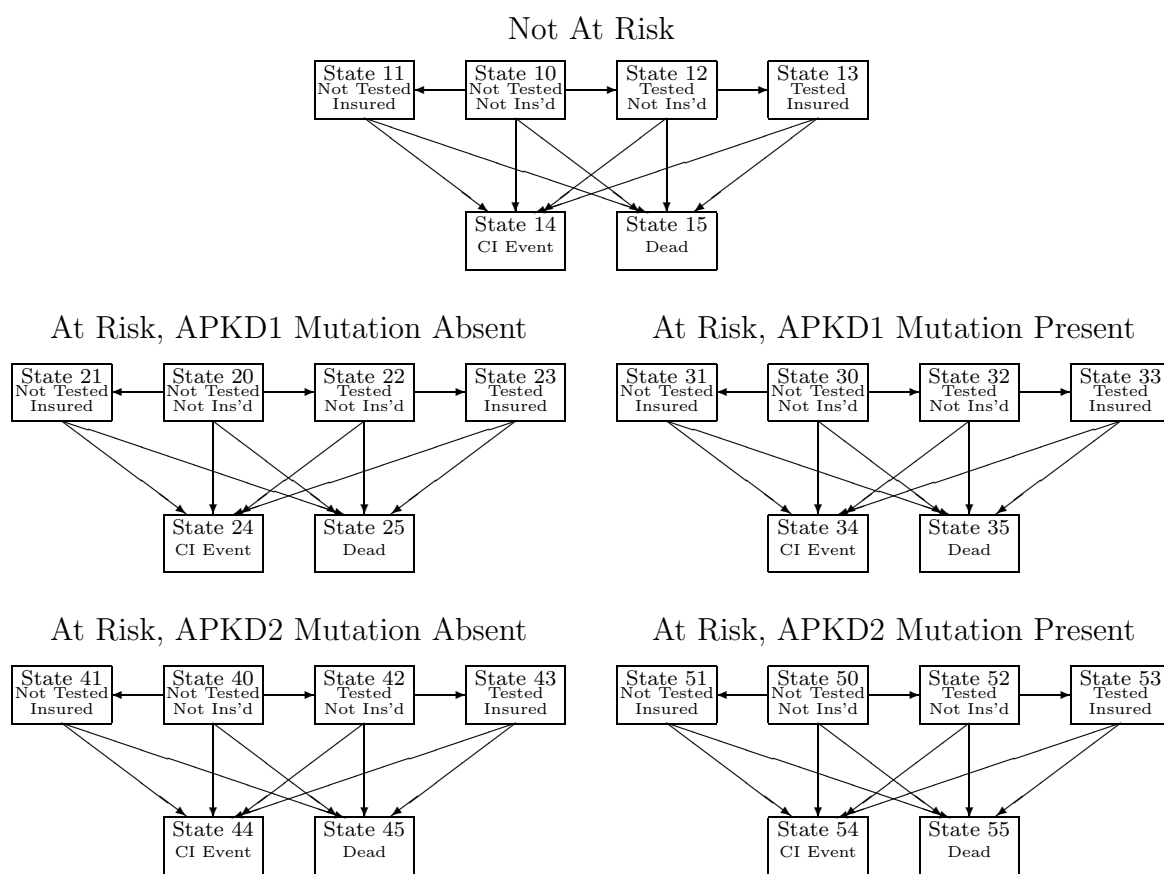 Not At Risk
State 11
Not Tested
Insured
State 10
Not Tested
Not Ins'd
State 12
Tested
Not Ins'd
State 13
Tested
Insured
State 14
CI Event
State 15
Dead
At Risk, APKD1 Mutation Absent
State 21
Not Tested
Insured
State 20
Not Tested
Not Ins'd
State 22
Tested
Not Ins'd
State 23
Tested
Insured
State 24
CI Event
State 25
Dead
At Risk, APKD1 Mutation Present
State 31
Not Tested
Insured
State 30
Not Tested
Not Ins'd
State 32
Tested
Not Ins'd
State 33
Tested
Insured
State 34
CI Event
State 35
Dead
At Risk, APKD2 Mutation Absent
State 41
Not Tested
Insured
State 40
Not Tested
Not Ins'd
State 42
Tested
Not Ins'd
State 43
Tested
Insured
State 44
CI Event
State 45
Dead
At Risk, APKD2 Mutation Present
State 51
Not Tested
Insured
State 50
Not Tested
Not Ins'd
State 52
Tested
Not Ins'd
State 53
Tested
Insured
State 54
CI Event
State 55
Dead